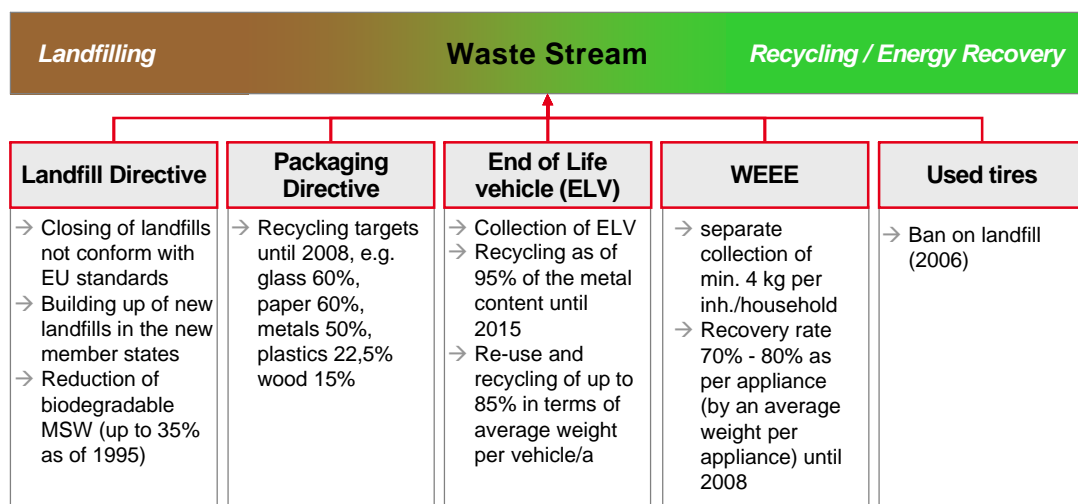 Landfilling
Waste Stream
Recycling / Energy Recovery
Landfill Directive
→ Closing of landfills
not conform with
EU standards
→ Building up of new
landfills in the new
member states
→ Reduction of
biodegradable
MSW (up to 35%
as of 1995)
Packaging
Directive
→ Recycling targets
until 2008, e.g.
glass 60%,
paper 60%,
metals 50%,
plastics 22,5%
wood 15%
End of Life
vehicle (ELV)
→ Collection of ELV
→ Recycling as of
95% of the metal
content until
2015
→ Re-use and
recycling of up to
85% in terms of
average weight
per vehicle/a
WEEE
→ separate
collection of
min. 4 kg per
inh./household
→ Recovery rate
70% - 80% as
per appliance
(by an average
weight per
appliance) until
2008
Used tires
→ Ban on landfill
(2006)